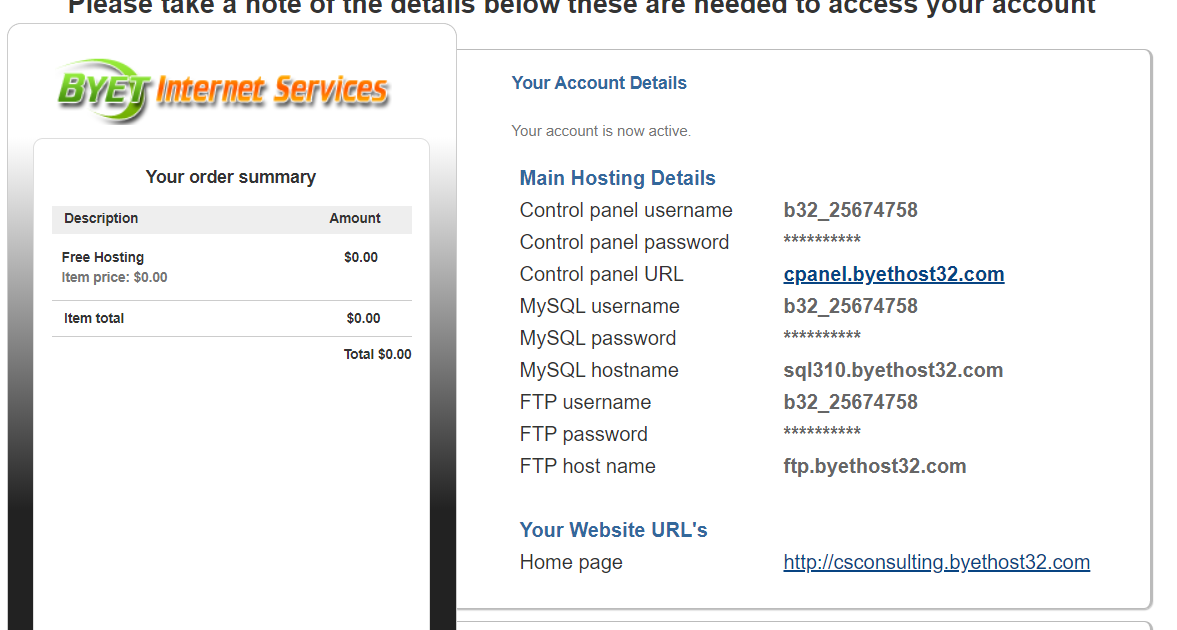 Please take a note of the details below these are needed to access your account
BYET Internet Services
Your order summary
Description Amount
Free Hosting $0.00
Item price: $0.00
Item total $0.00
Total $0.00
Your Account Details
Your account is now active.
Main Hosting Details
Control panel username b32_25674758
Control panel password **********
Control panel URL cpanel.byethost32.com
MySQL username b32_25674758
MySQL password **********
MySQL hostname sql310.byethost32.com
FTP username b32_25674758
FTP password **********
FTP host name ftp.byethost32.com
Your Website URL's
Home page http://csconsulting.byethost32.com